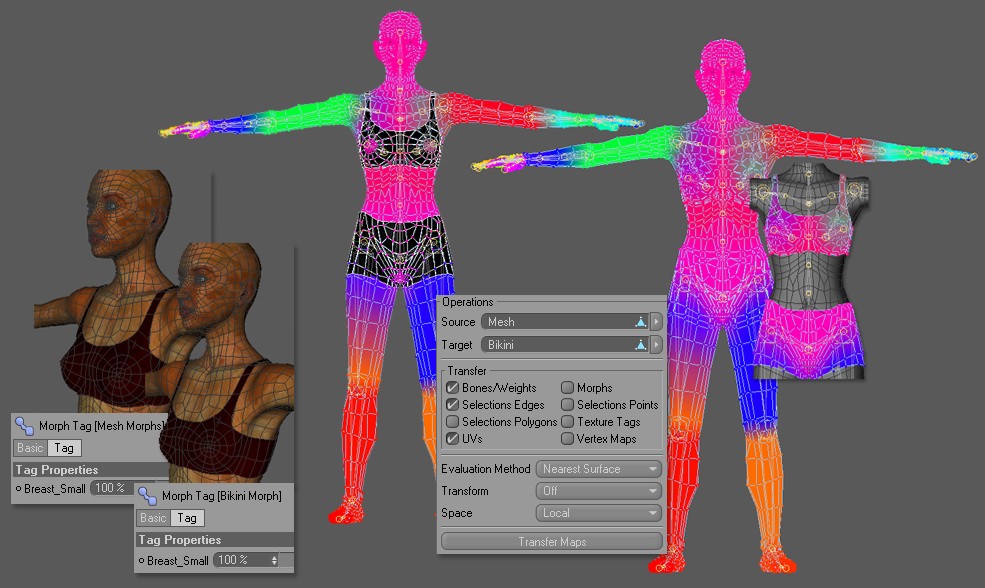 Operations
Source Mesh
Target Bikini
Transfer
Bones/Weights Morphs
Selections Edges Selections Points
Selections Polygons Texture Tags
UVs Vertex Maps
Evaluation Method Nearest Surface
Transform Off
Space Local
Transfer Maps
Morph Tag [Mesh Morphs]
Basic Tag
Tag Properties
Breast_Small 100 %
Morph Tag [Bikini Morph]
Basic Tag
Tag Properties
Breast_Small 100 %